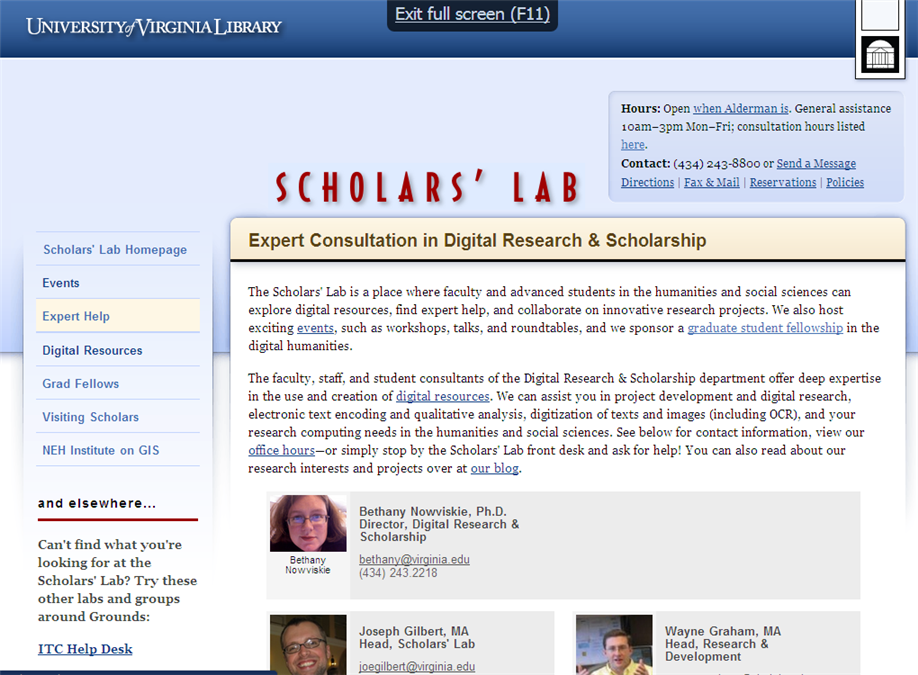 Exit full screen (F11)
UNIVERSITY of VIRGINIA LIBRARY
Hours: Open when Alderman is. General assistance
10am–3pm Mon–Fri; consultation hours listed
here.
Contact: (434) 243-8800 or Send a Message
Directions | Fax & Mail | Reservations | Policies
SCHOLARS' LAB
Scholars' Lab Homepage
Events
Expert Help
Digital Resources
Grad Fellows
Visiting Scholars
NEH Institute on GIS
and elsewhere...
Can't find what you're
looking for at the
Scholars' Lab? Try these
other labs and groups
around Grounds:
ITC Help Desk
Expert Consultation in Digital Research & Scholarship
The Scholars' Lab is a place where faculty and advanced students in the humanities and social sciences can
explore digital resources, find expert help, and collaborate on innovative research projects. We also host
exciting events, such as workshops, talks, and roundtables, and we sponsor a graduate student fellowship in the
digital humanities.
The faculty, staff, and student consultants of the Digital Research & Scholarship department offer deep expertise
in the use and creation of digital resources. We can assist you in project development and digital research,
electronic text encoding and qualitative analysis, digitization of texts and images (including OCR), and your
research computing needs in the humanities and social sciences. See below for contact information, view our
office hours—or simply stop by the Scholars' Lab front desk and ask for help! You can also read about our
research interests and projects over at our blog.
Bethany
Nowviskie
Bethany Nowviskie, Ph.D.
Director, Digital Research &
Scholarship
bethany@virginia.edu
(434) 243.2218
Joseph Gilbert, MA
Head, Scholars' Lab
joegilbert@virginia.edu
Wayne Graham, MA
Head, Research &
Development